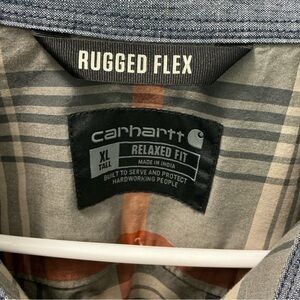 RUGGED FLEX
carhartt
XL
TALL
RELAXED FIT
MADE IN INDIA
BUILT TO SERVE AND PROTECT
HARDWORKING PEOPLE